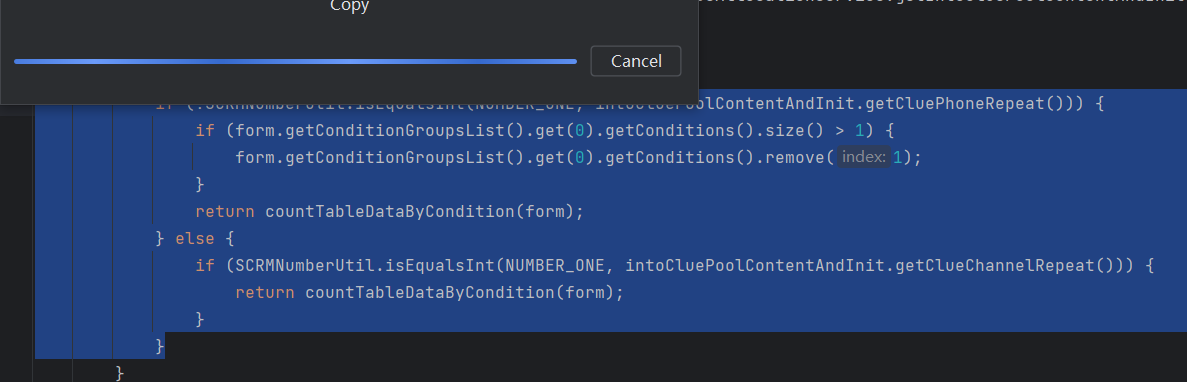 Copy
Cancel
if (!SCRMNumberUtil.isEqualsInt(NUMBER_ONE, intoCluePoolContentAndInit.getCluePhoneRepeat())) {
if (form.getConditionGroupsList().get(0).getConditions().size() > 1) {
form.getConditionGroupsList().get(0).getConditions().remove( index: 1);
}
return countTableDataByCondition(form);
} else {
if (SCRMNumberUtil.isEqualsInt(NUMBER_ONE, intoCluePoolContentAndInit.getClueChannelRepeat())) {
return countTableDataByCondition(form);
}
}
}